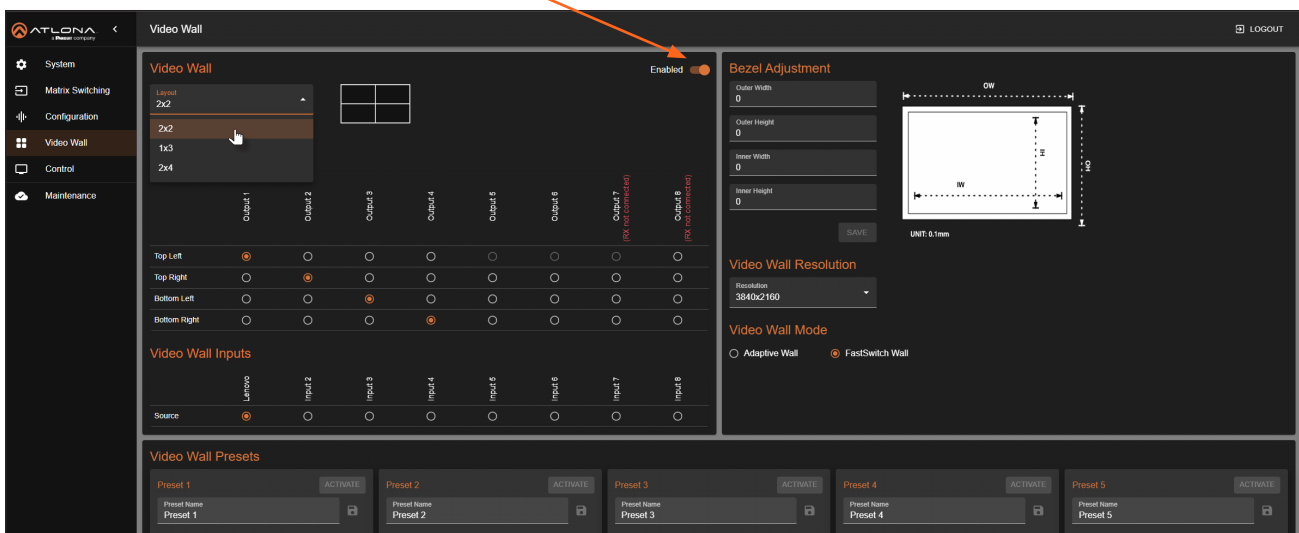 ATLONA
a Panduit company
Video Wall
LOGOUT
System
Matrix Switching
Configuration
Video Wall
Control
Maintenance
Video Wall
Enabled
Layout
2x2
2x2
1x3
2x4
Output 1
Output 2
Output 3
Output 4
Output 5
Output 6
Output 7
(RX not connected)
Output 8
(RX not connected)
Top Left
Top Right
Bottom Left
Bottom Right
Video Wall Inputs
Lenovo
Input 2
Input 3
Input 4
Input 5
Input 6
Input 7
Input 8
Source
Bezel Adjustment
Outer Width
0
Outer Height
0
Inner Width
0
Inner Height
0
SAVE
OW
HI
OH
IW
UNIT: 0.1mm
Video Wall Resolution
Resolution
3840x2160
Video Wall Mode
Adaptive Wall
FastSwitch Wall
Video Wall Presets
Preset 1 ACTIVATE
Preset Name
Preset 1
Preset 2 ACTIVATE
Preset Name
Preset 2
Preset 3 ACTIVATE
Preset Name
Preset 3
Preset 4 ACTIVATE
Preset Name
Preset 4
Preset 5 ACTIVATE
Preset Name
Preset 5